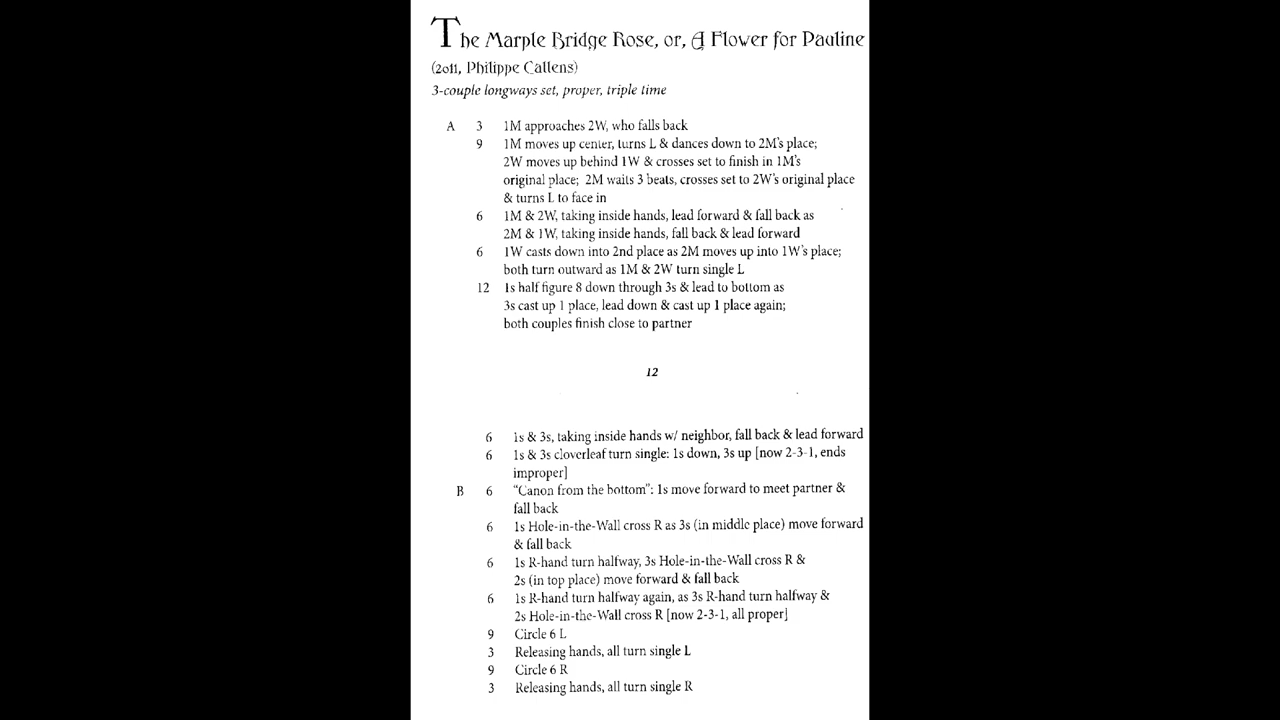 The Marple Bridge Rose, or, A Flower for Pauline
(2011, Philippe Callens)
3-couple longways set, proper, triple time
A 3 1M approaches 2W, who falls back
9 1M moves up center, turns L & dances down to 2M's place;
2W moves up behind 1W & crosses set to finish in 1M's
original place; 2M waits 3 beats, crosses set to 2W's original place
& turns L to face in
6 1M & 2W, taking inside hands, lead forward & fall back as
2M & 1W, taking inside hands, fall back & lead forward
6 1W casts down into 2nd place as 2M moves up into 1W's place;
both turn outward as 1M & 2W turn single L
12 1s half figure 8 down through 3s & lead to bottom as
3s cast up 1 place, lead down & cast up 1 place again;
both couples finish close to partner
12
6 1s & 3s, taking inside hands w/ neighbor, fall back & lead forward
6 1s & 3s cloverleaf turn single: 1s down, 3s up [now 2-3-1, ends
improper]
B 6 "Canon from the bottom": 1s move forward to meet partner &
fall back
6 1s Hole-in-the-Wall cross R as 3s (in middle place) move forward
& fall back
6 1s R-hand turn halfway, 3s Hole-in-the-Wall cross R &
2s (in top place) move forward & fall back
6 1s R-hand turn halfway again, as 3s R-hand turn halfway &
2s Hole-in-the-Wall cross R [now 2-3-1, all proper]
9 Circle 6 L
3 Releasing hands, all turn single L
9 Circle 6 R
3 Releasing hands, all turn single R